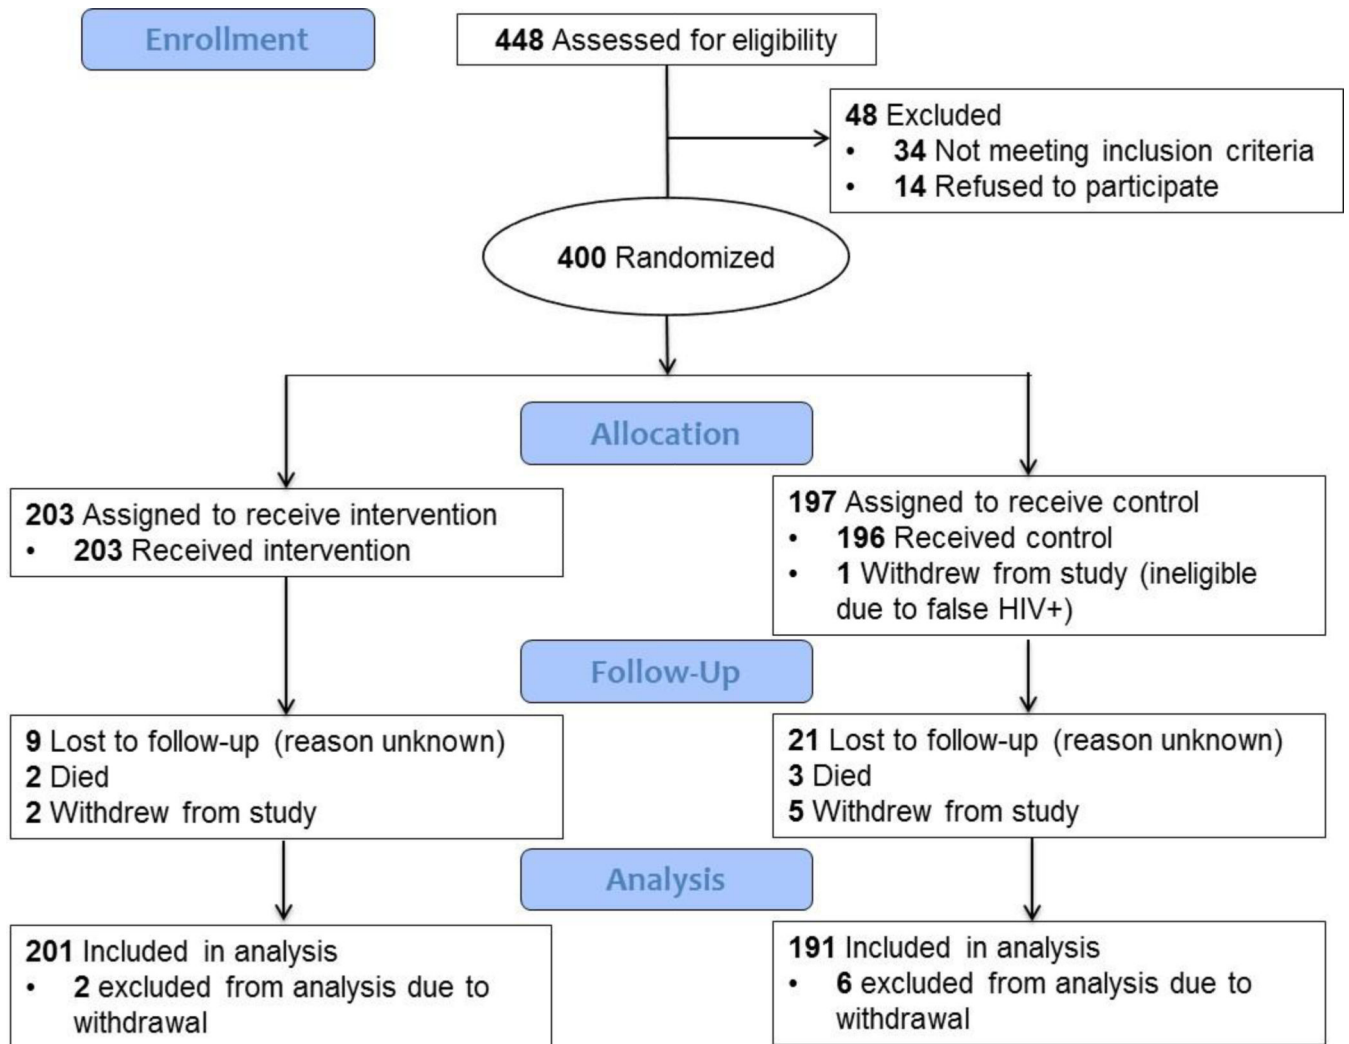 Enrollment
448 Assessed for eligibility
48 Excluded
• 34 Not meeting inclusion criteria
• 14 Refused to participate
400 Randomized
Allocation
203 Assigned to receive intervention
• 203 Received intervention
197 Assigned to receive control
• 196 Received control
• 1 Withdrew from study (ineligible
due to false HIV+)
Follow-Up
9 Lost to follow-up (reason unknown)
2 Died
2 Withdrew from study
21 Lost to follow-up (reason unknown)
3 Died
5 Withdrew from study
Analysis
201 Included in analysis
• 2 excluded from analysis due to
withdrawal
191 Included in analysis
• 6 excluded from analysis due to
withdrawal